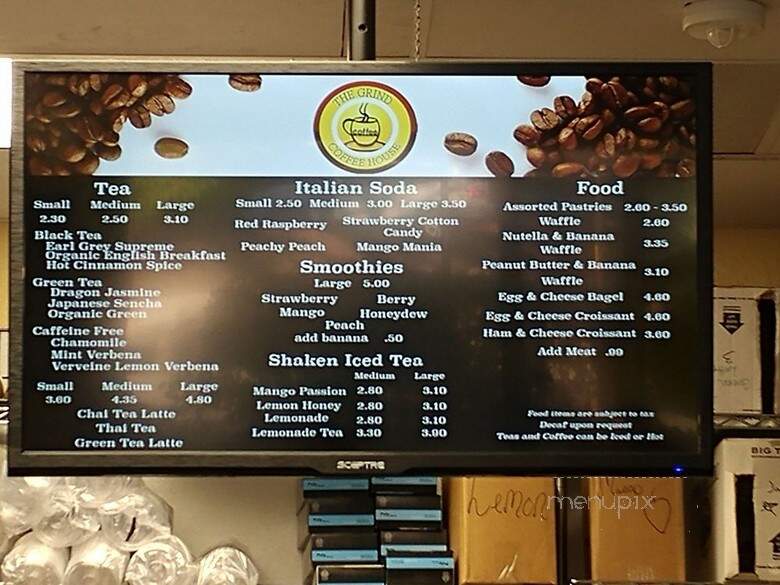 THE GRIND
coffee
COFFEE HOUSE
Tea
Small Medium Large
2.30 2.50 3.10
Black Tea
Earl Grey Supreme
Organic English Breakfast
Hot Cinnamon Spice
Green Tea
Dragon Jasmine
Japanese Sencha
Organic Green
Caffeine Free
Chamomile
Mint Verbena
Verveine Lemon Verbena
Small Medium Large
3.60 4.35 4.80
Chai Tea Latte
Thai Tea
Green Tea Latte
Italian Soda
Small 2.50 Medium 3.00 Large 3.50
Red Raspberry Strawberry Cotton
Candy
Peachy Peach Mango Mania
Smoothies
Large 5.00
Strawberry Berry
Mango Honeydew
Peach
add banana .50
Shaken Iced Tea
Medium Large
Mango Passion 2.80 3.10
Lemon Honey 2.80 3.10
Lemonade 2.80 3.10
Lemonade Tea 3.30 3.90
Food
Assorted Pastries 2.60 - 3.50
Waffle 2.60
Nutella & Banana
Waffle 3.35
Peanut Butter & Banana
Waffle 3.10
Egg & Cheese Bagel 4.60
Egg & Cheese Croissant 4.60
Ham & Cheese Croissant 3.60
Add Meat .99
Food items are subject to tax
Decaf upon request
Teas and Coffee can be Iced or Hot
SCEPTRE
Lemon
menupix
BIG T